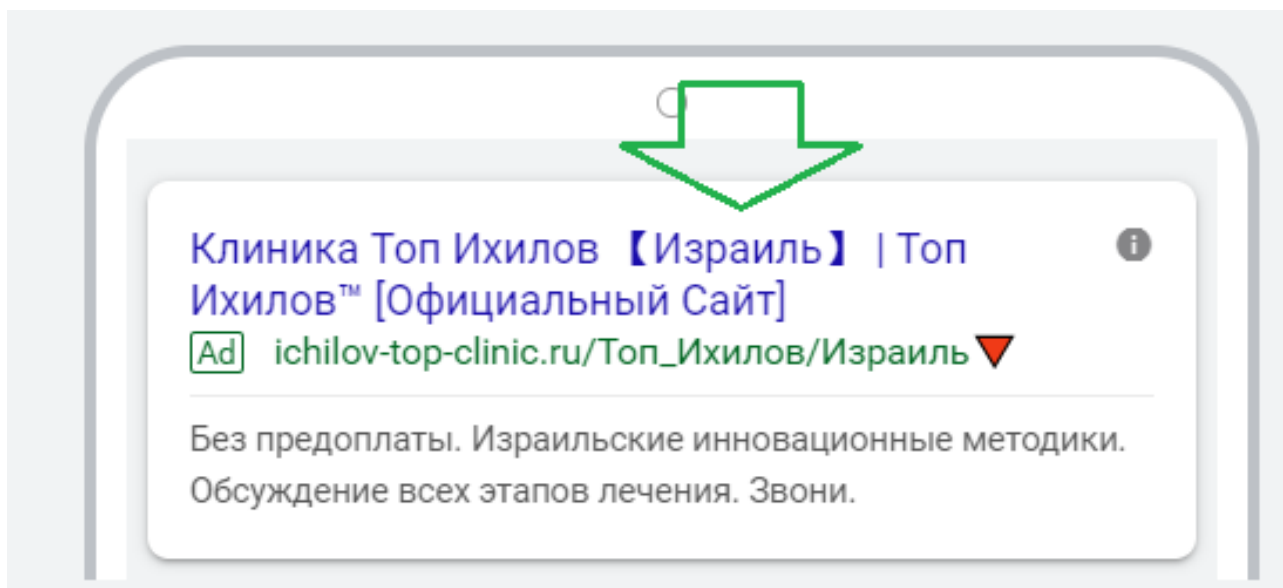 Клиника Топ Ихилов 【Израиль】 | Топ
Ихилов™ [Официальный Сайт]
Ad ichilov-top-clinic.ru/Топ_Ихилов/Израиль
Без предоплаты. Израильские инновационные методики.
Обсуждение всех этапов лечения. Звони.